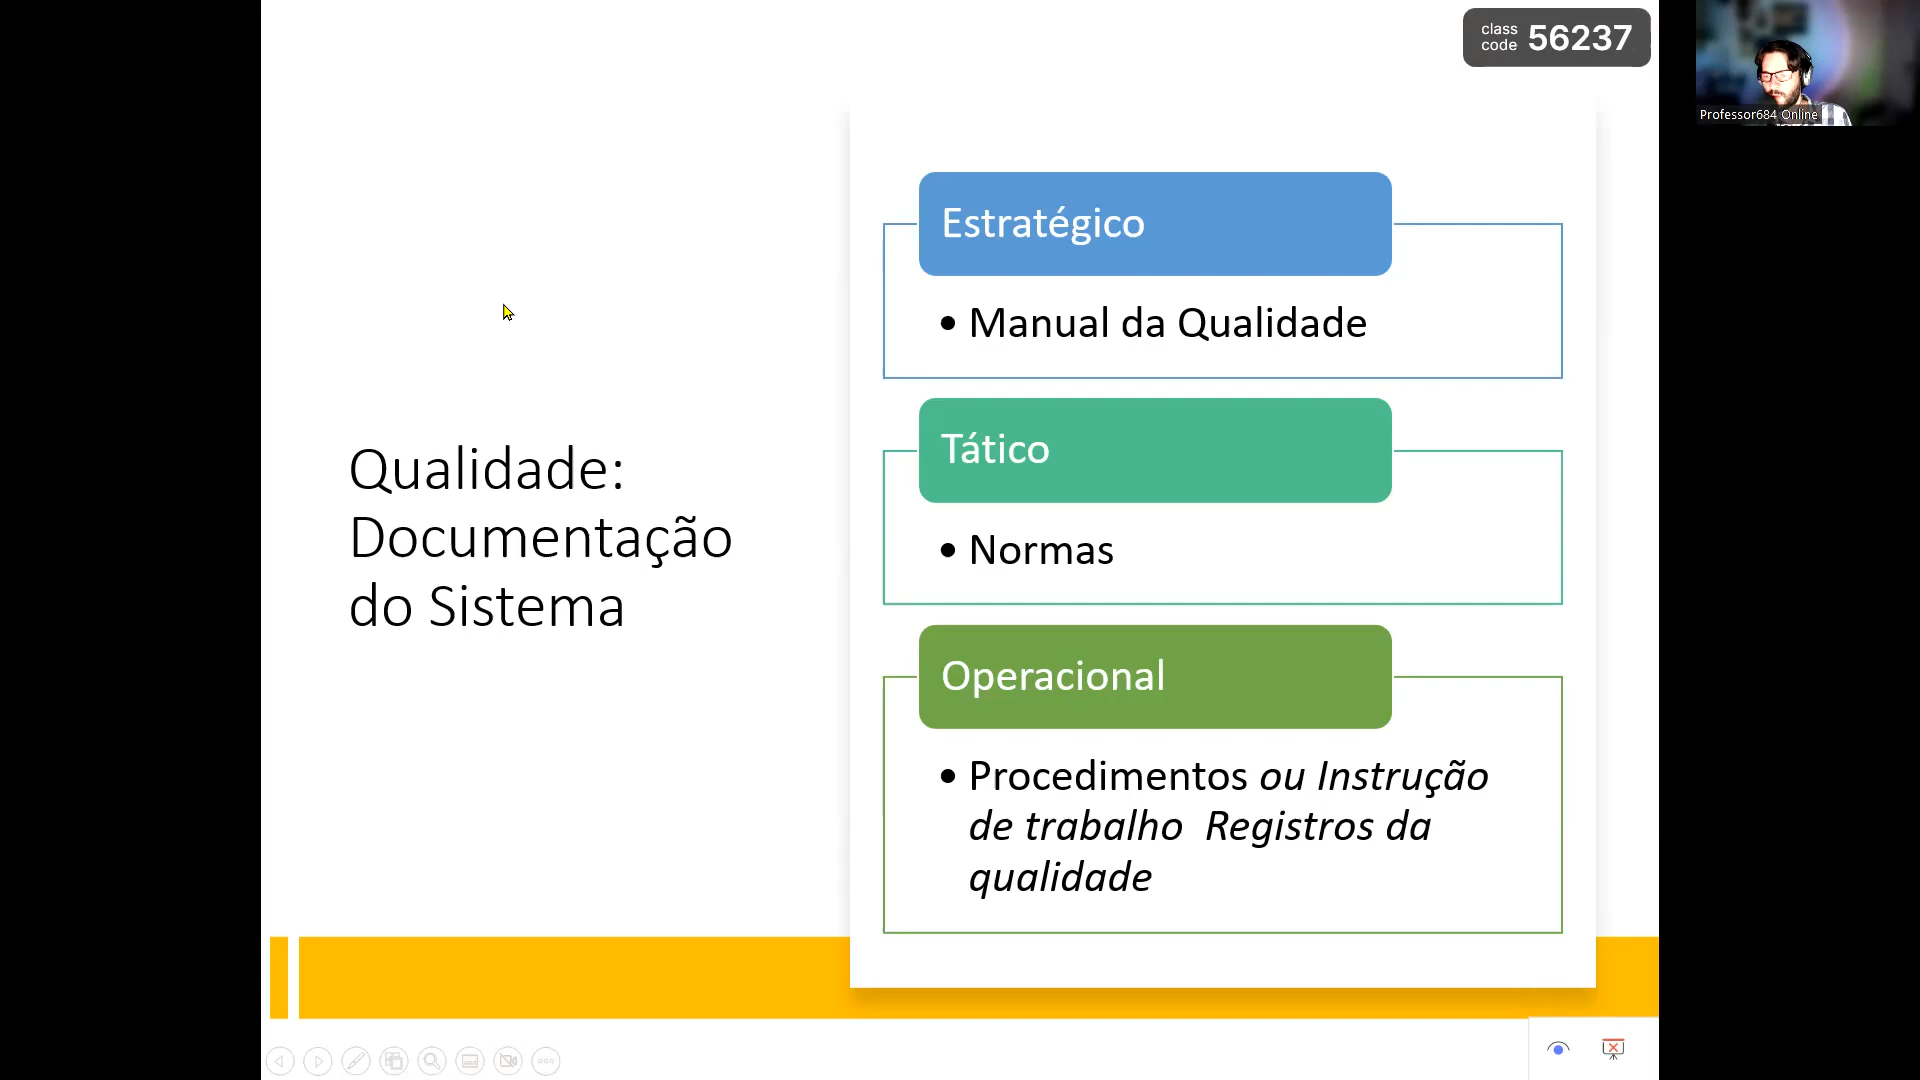 class
code 56237
Professor684 Online
Qualidade:
Documentação
do Sistema
Estratégico
• Manual da Qualidade
Tático
• Normas
Operacional
• Procedimentos ou Instrução
de trabalho Registros da
qualidade